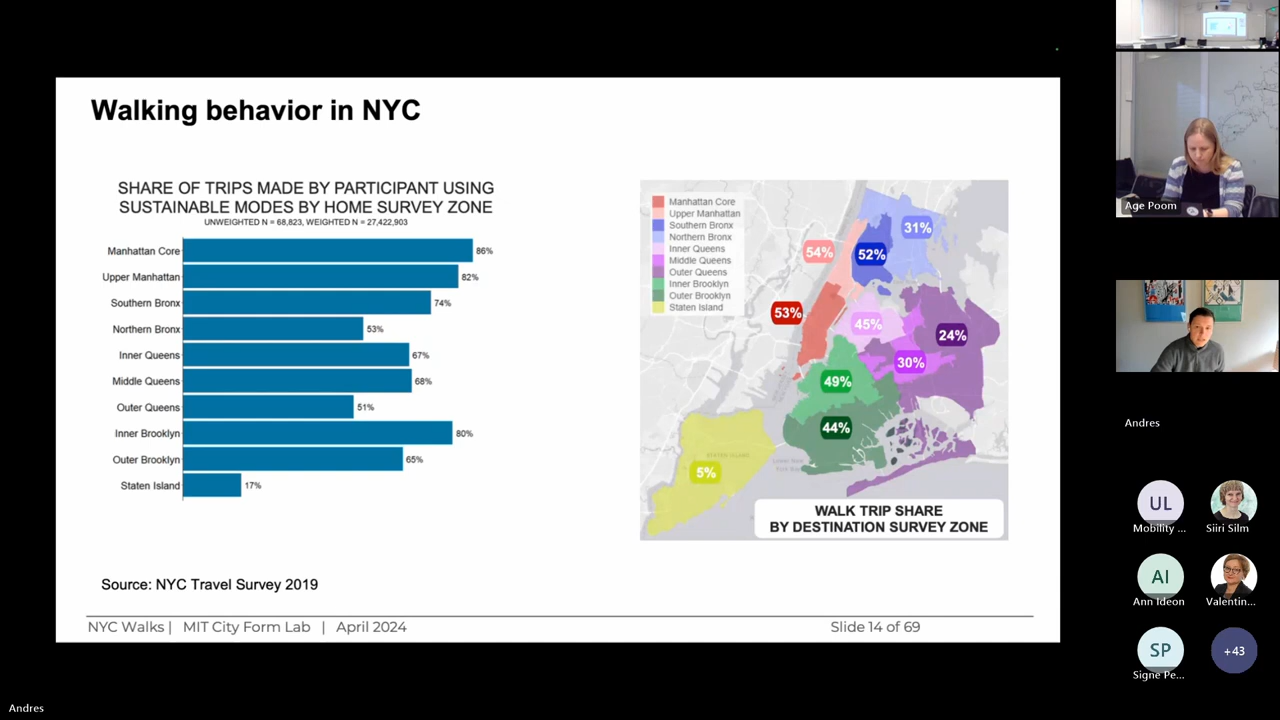 Walking behavior in NYC
SHARE OF TRIPS MADE BY PARTICIPANT USING
SUSTAINABLE MODES BY HOME SURVEY ZONE
UNWEIGHTED N = 68,823, WEIGHTED N = 27,422,903
Manhattan Core 86%
Upper Manhattan 82%
Southern Bronx 74%
Northern Bronx 53%
Inner Queens 67%
Middle Queens 68%
Outer Queens 51%
Inner Brooklyn 80%
Outer Brooklyn 65%
Staten Island 17%
Manhattan Core
Upper Manhattan
Southern Bronx
Northern Bronx
Inner Queens
Middle Queens
Outer Queens
Inner Brooklyn
Outer Brooklyn
Staten Island
31%
54%
52%
53%
45%
24%
30%
49%
44%
STATEN ISLAND
5%
WALK TRIP SHARE
BY DESTINATION SURVEY ZONE
Source: NYC Travel Survey 2019
NYC Walks | MIT City Form Lab | April 2024
Slide 14 of 69
Age Poom
Andres
UL
Mobility ...
Siiri Silm
AI
Ann Ideon
Valentin...
SP
Signe Pe...
+43
Andres